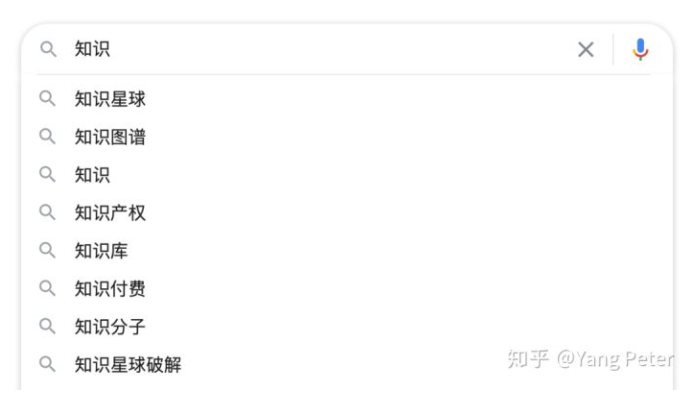 知识
知识星球
知识图谱
知识
知识产权
知识库
知识付费
知识分子
知识星球破解
知乎 @Yang Peter